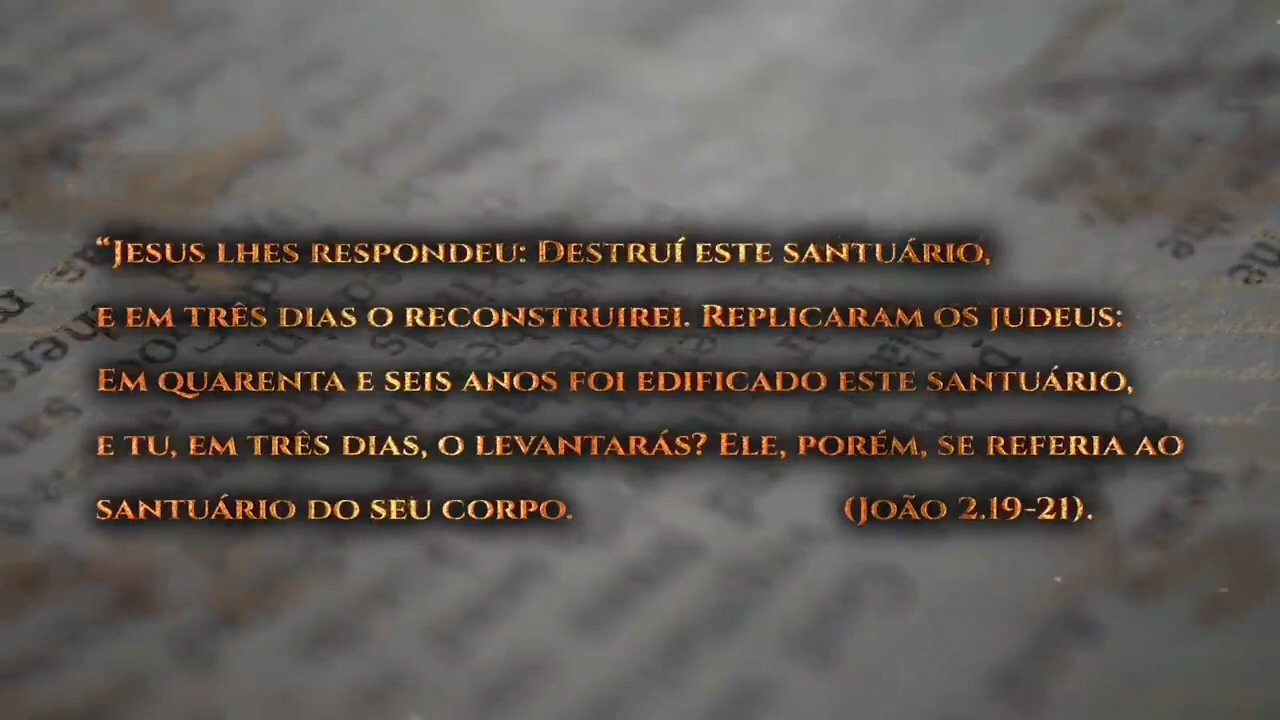 “Jesus lhes respondeu: Destruí este santuário,
e em três dias o reconstruirei. Replicaram os judeus:
Em quarenta e seis anos foi edificado este santuário,
e tu, em três dias, o levantarás? Ele, porém, se referia ao
santuário do seu corpo. (João 2.19-21).